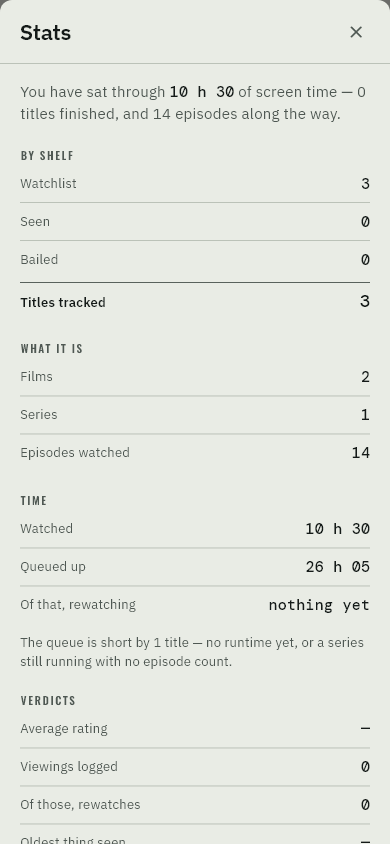 Stats
You have sat through 10 h 30 of screen time — 0
titles finished, and 14 episodes along the way.
BY SHELF
Watchlist 3
Seen 0
Bailed 0
Titles tracked 3
WHAT IT IS
Films 2
Series 1
Episodes watched 14
TIME
Watched 10 h 30
Queued up 26 h 05
Of that, rewatching nothing yet
The queue is short by 1 title — no runtime yet, or a series
still running with no episode count.
VERDICTS
Average rating —
Viewings logged 0
Of those, rewatches 0
Oldest thing seen —